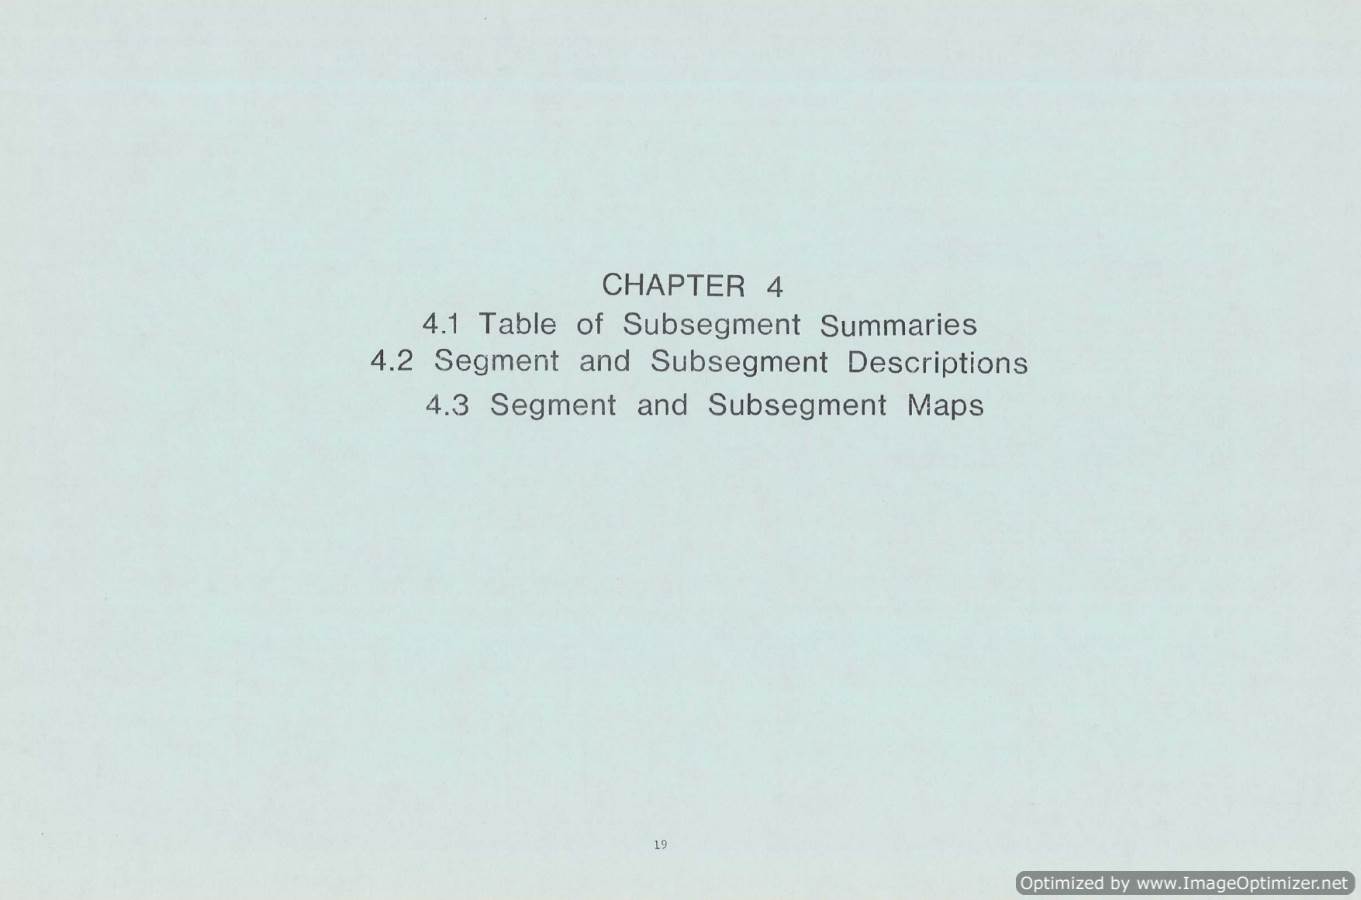 CHAPTER 4
4.1 Table of Subsegment Summaries
4.2 Segment and Subsegment Descriptions
4.3 Segment and Subsegment Maps
19
Optimized by www.ImageOptimizer.net